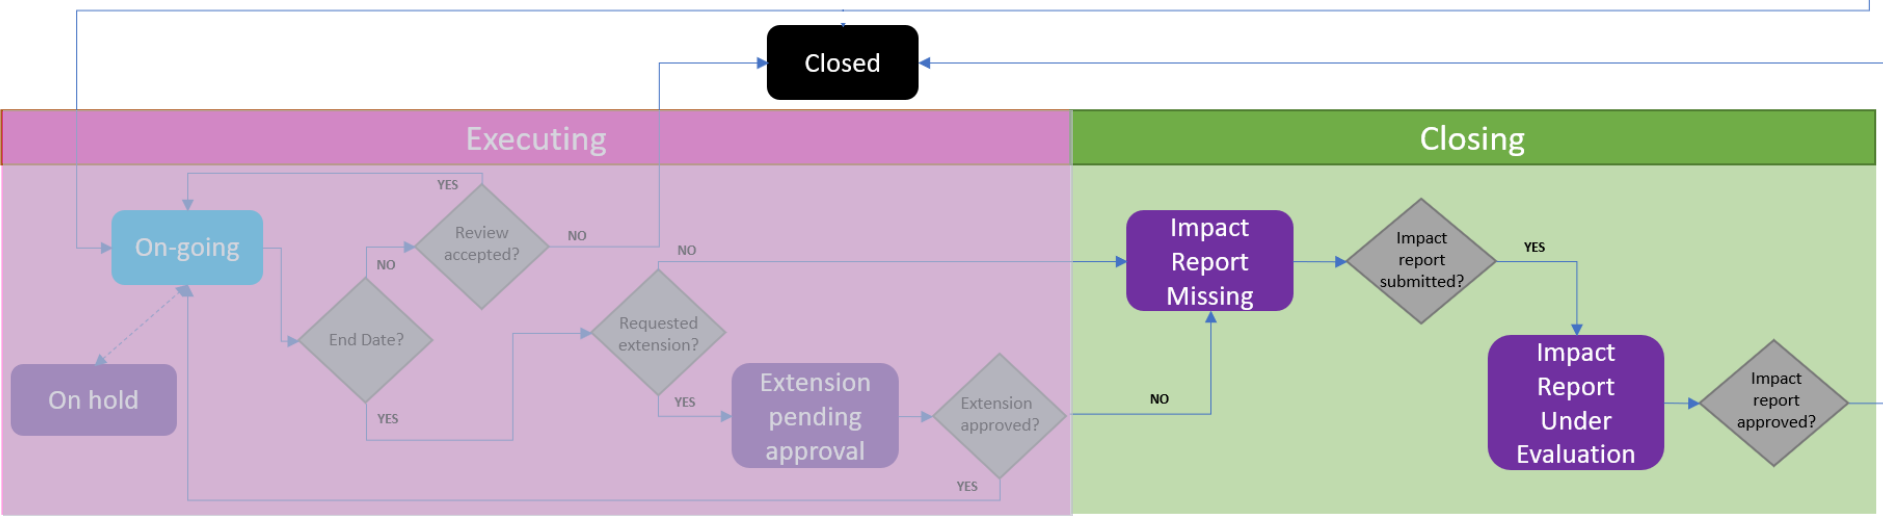 Closed
Executing
Closing
YES
On-going
Review
accepted?
NO
NO
NO
End Date?
Requested
extension?
On hold
YES
YES
Extension
pending
approval
Extension
approved?
YES
Impact
Report
Missing
Impact
report
submitted?
YES
NO
Impact
Report
Under
Evaluation
Impact
report
approved?